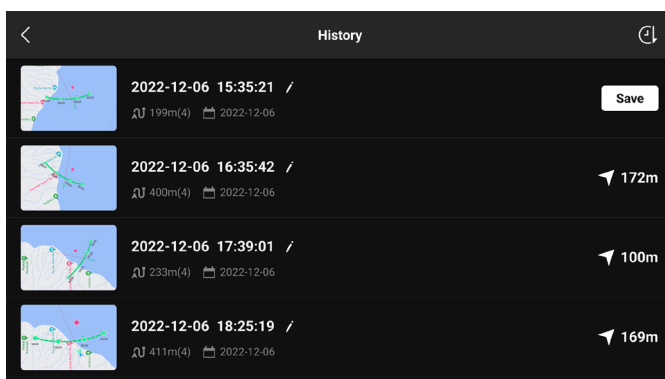 History
2022-12-06 15:35:21
199m(4) 2022-12-06
Save
2022-12-06 16:35:42
400m(4) 2022-12-06
172m
2022-12-06 17:39:01
233m(4) 2022-12-06
100m
2022-12-06 18:25:19
411m(4) 2022-12-06
169m